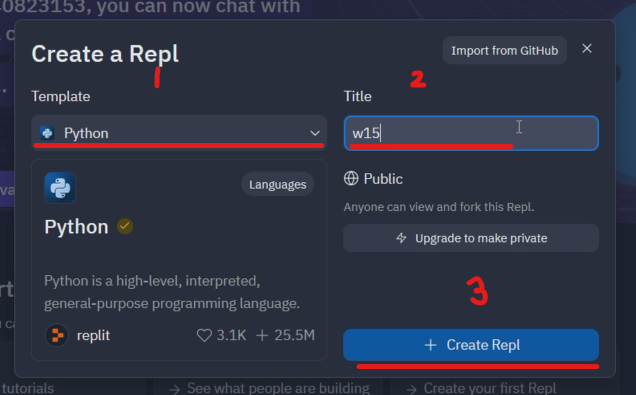 40823153, you can now chat with
Create a Repl
Import from GitHub
1
2
Template
Title
Python
w15
Languages
Public
Anyone can view and fork this Repl.
Python
Upgrade to make private
Python is a high-level, interpreted,
general-purpose programming language.
3
replit
3.1K
25.5M
+ Create Repl
tutorials
→ See what people are building
→ Create your first Repl